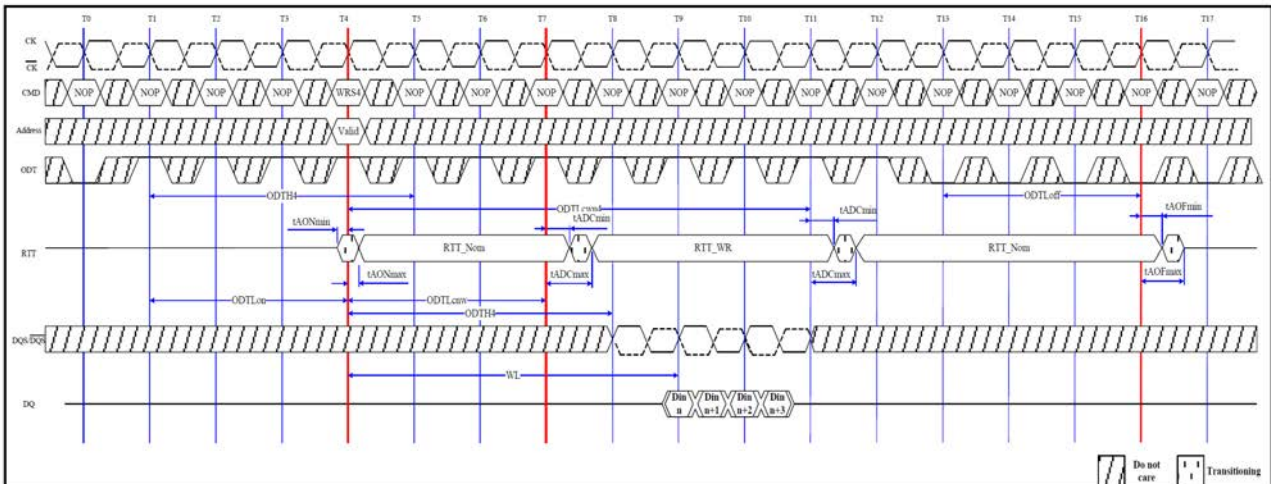 T0 T1 T2 T3 T4 T5 T6 T7 T8 T9 T10 T11 T12 T13 T14 T15 T16 T17
CK
CK
CMD NOP NOP NOP NOP WRS4 NOP NOP NOP NOP NOP NOP NOP NOP NOP NOP NOP NOP NOP
Address Valid
ODT
ODTH4 ODTLcwn4 ODTLoff
tAONmin tADCmin tADCmin tAOFmin
RTT RTT_Nom RTT_WR RTT_Nom
tAONmax tADCmax tADCmax tAOFmax
ODTLon ODTLcnw
ODTH4
DQS/DQS
WL
DQ Din n Din n+1 Din n+2 Din n+3
Do not care Transitioning